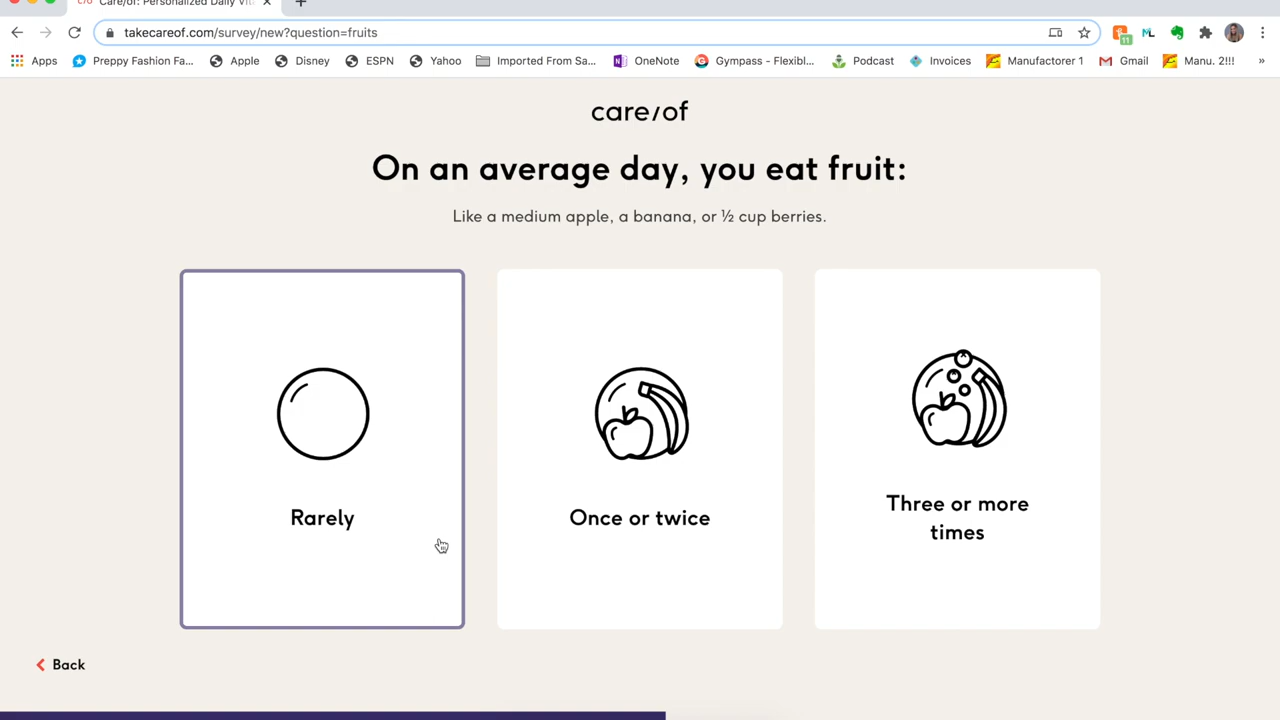 Care/of: Personalized Daily Vit
takecareof.com/survey/new?question=fruits
11
ML
Apps
Preppy Fashion Fa...
Apple
Disney
ESPN
Yahoo
Imported From Sa...
OneNote
Gympass - Flexibl...
Podcast
Invoices
Manufactorer 1
Gmail
Manu. 2!!!
»
care/of
On an average day, you eat fruit:
Like a medium apple, a banana, or ½ cup berries.
Rarely
Once or twice
Three or more
times
Back